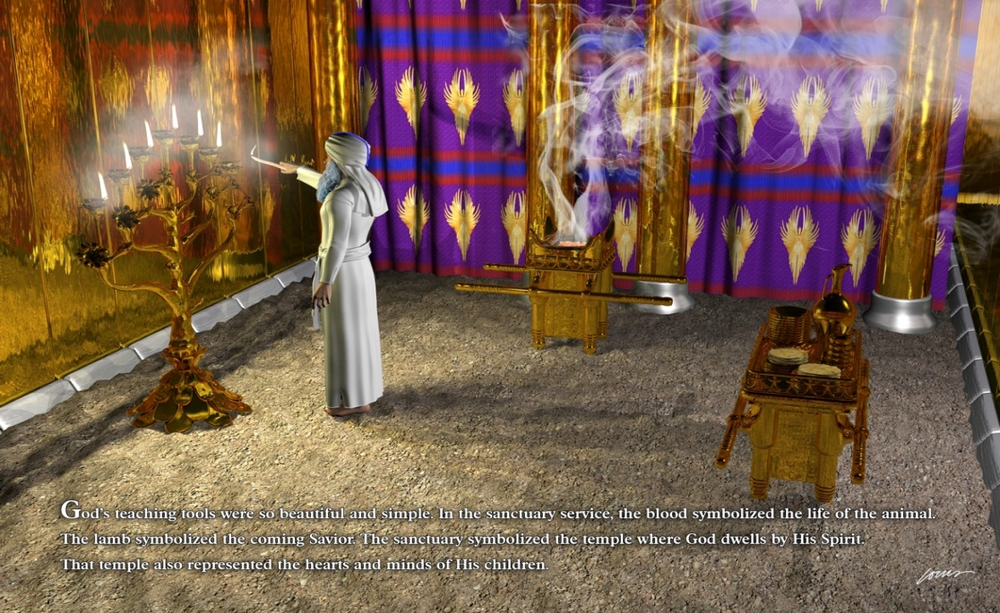 God's teaching tools were so beautiful and simple. In the sanctuary service, the blood symbolized the life of the animal.
The lamb symbolized the coming Savior. The sanctuary symbolized the temple where God dwells by His Spirit.
That temple also represented the hearts and minds of His children.